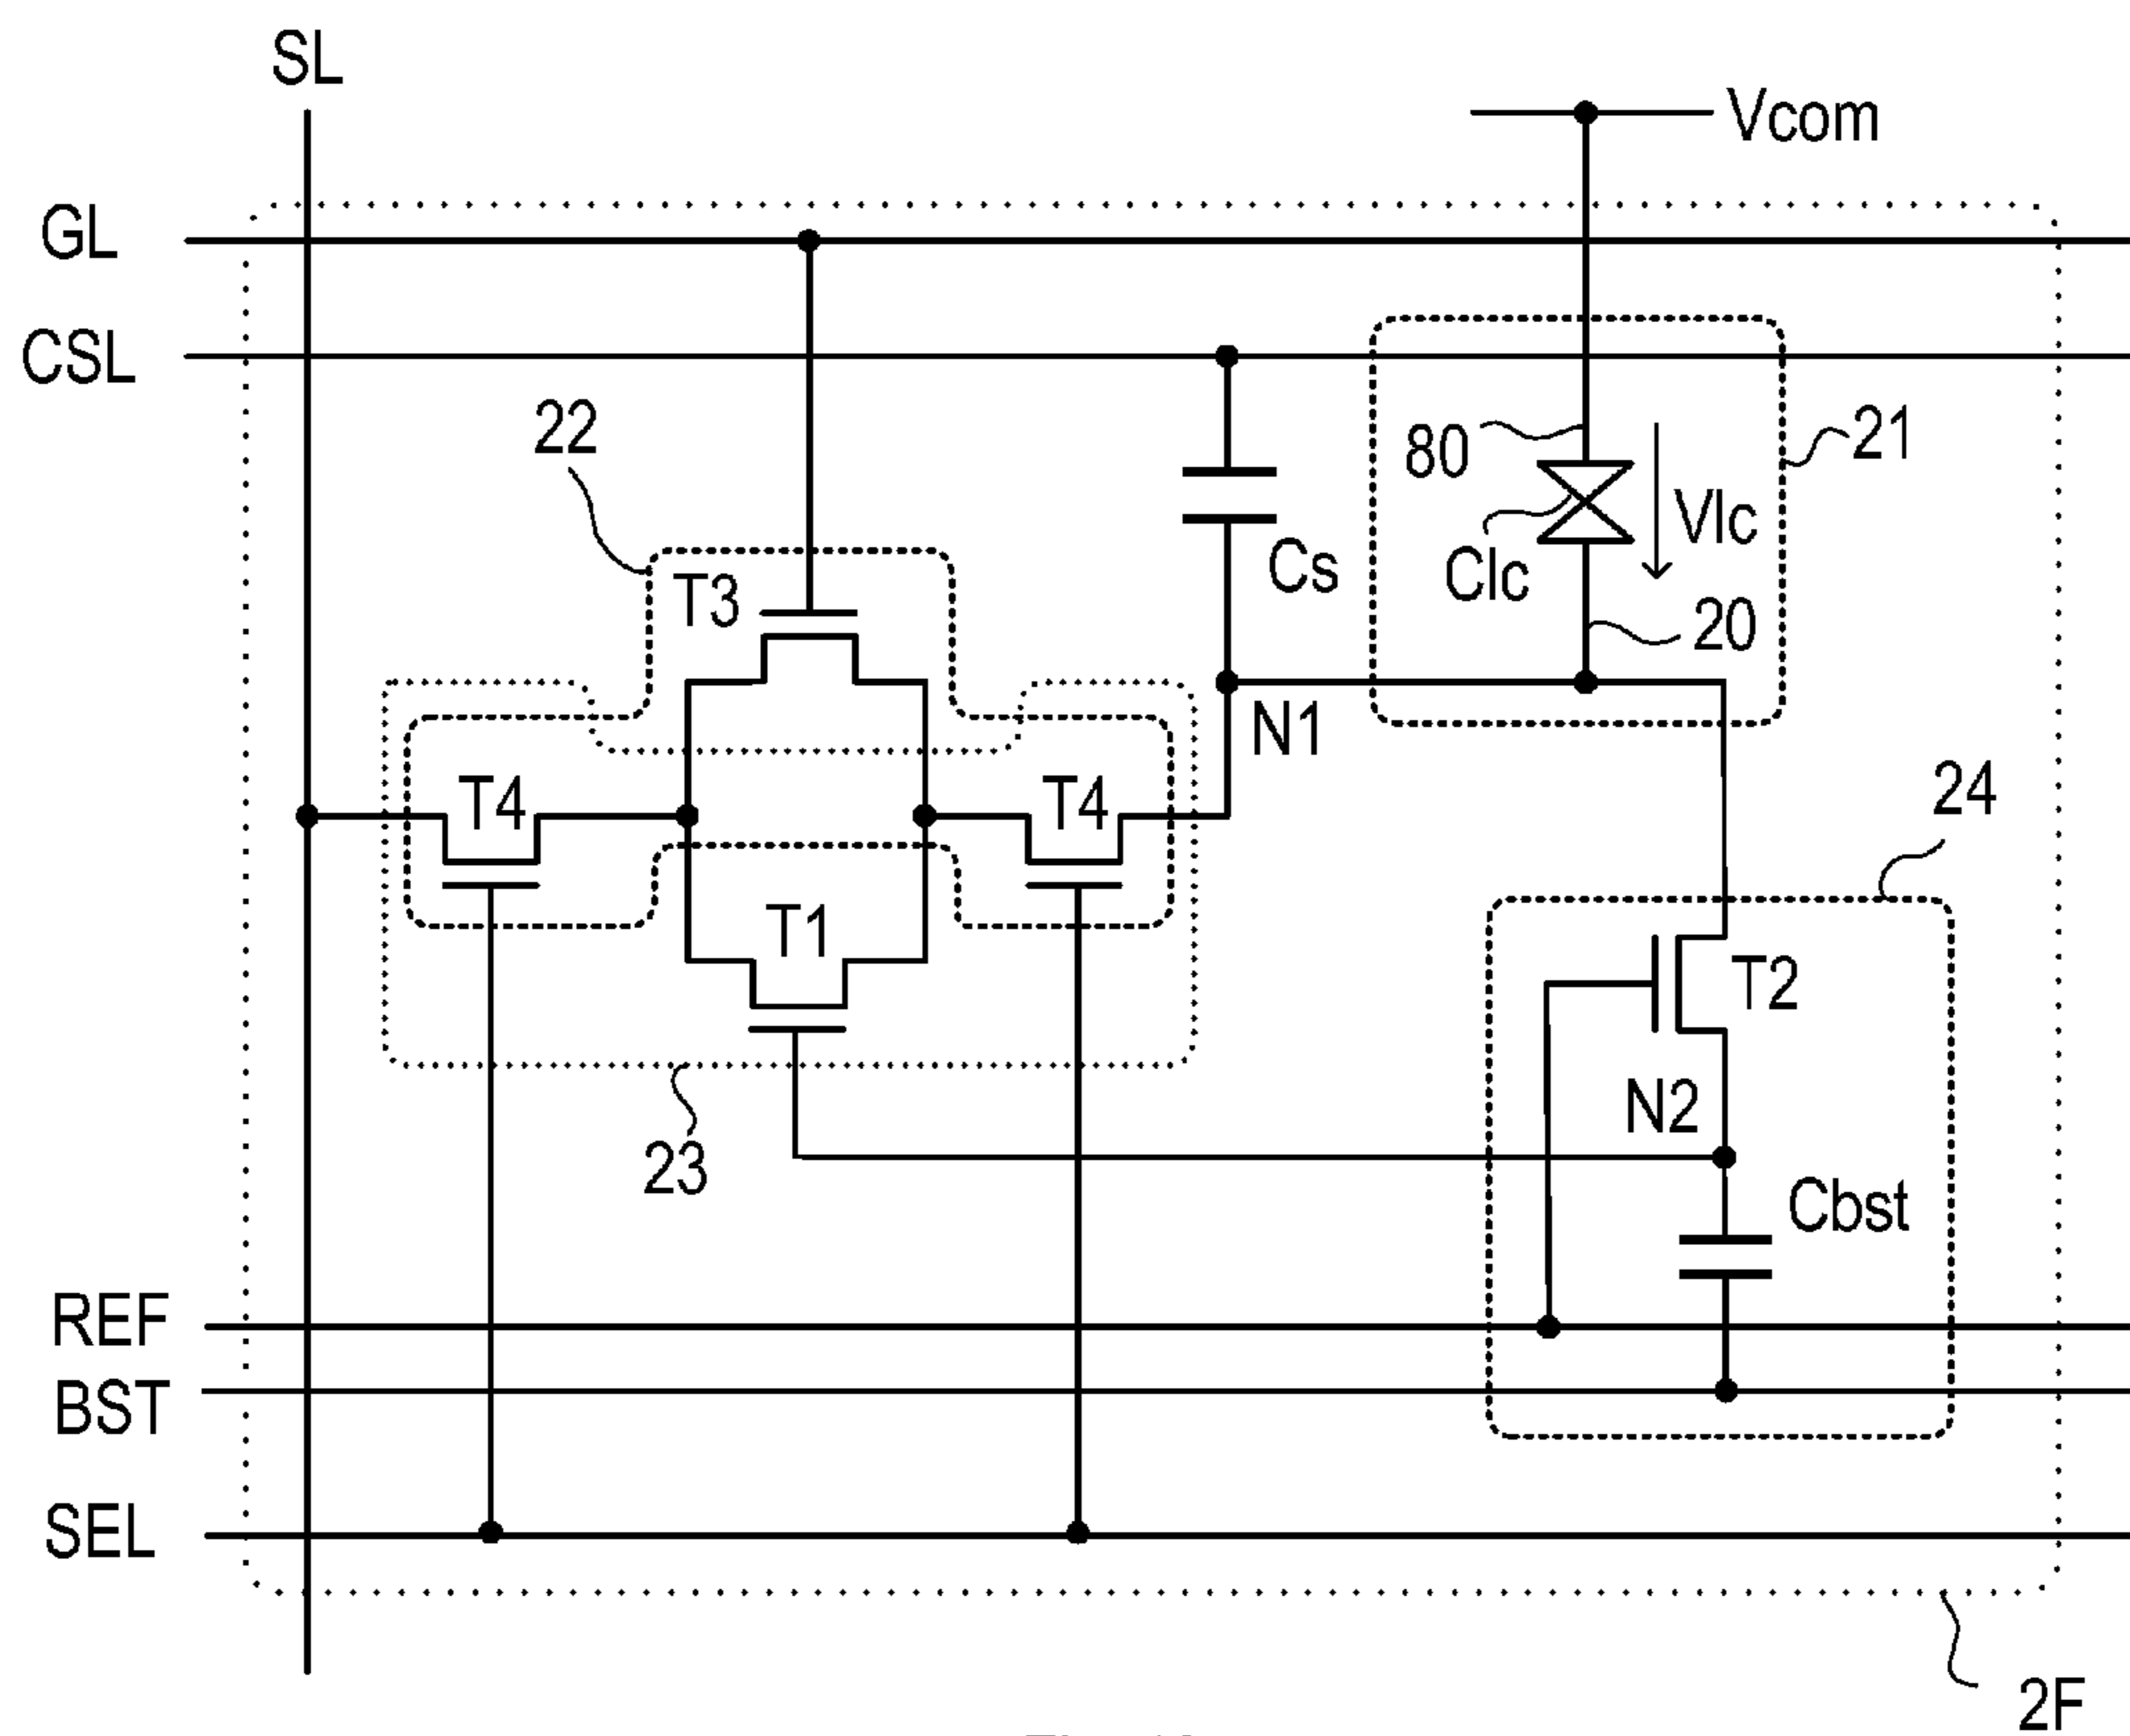 SL
Vcom
GL
CSL
22
80
21
Vlc
Clc
Cs
T3
20
N1
T4
T4
24
T1
T2
N2
23
Cbst
REF
BST
SEL
2F